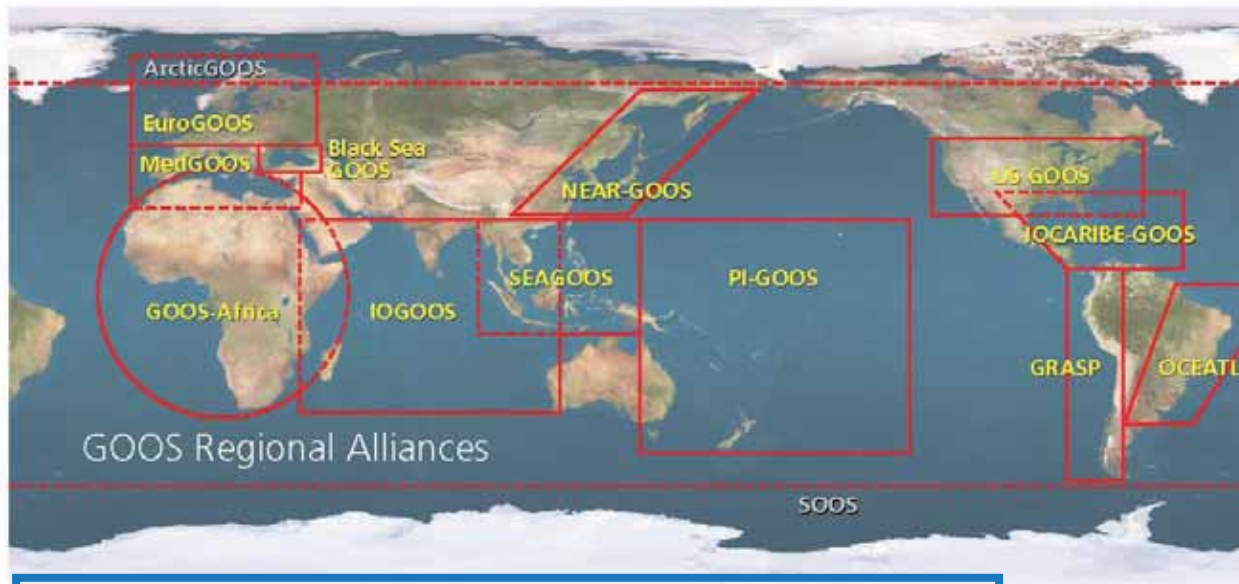 ArcticGOOS
EuroGOOS
MedGOOS
Black Sea
GOOS
NEAR-GOOS
US GOOS
IOCARIBE-GOOS
GOOS-Africa
IOGOOS
SEAGOOS
PI-GOOS
GRASP
OCEATL
GOOS Regional Alliances
SOOS